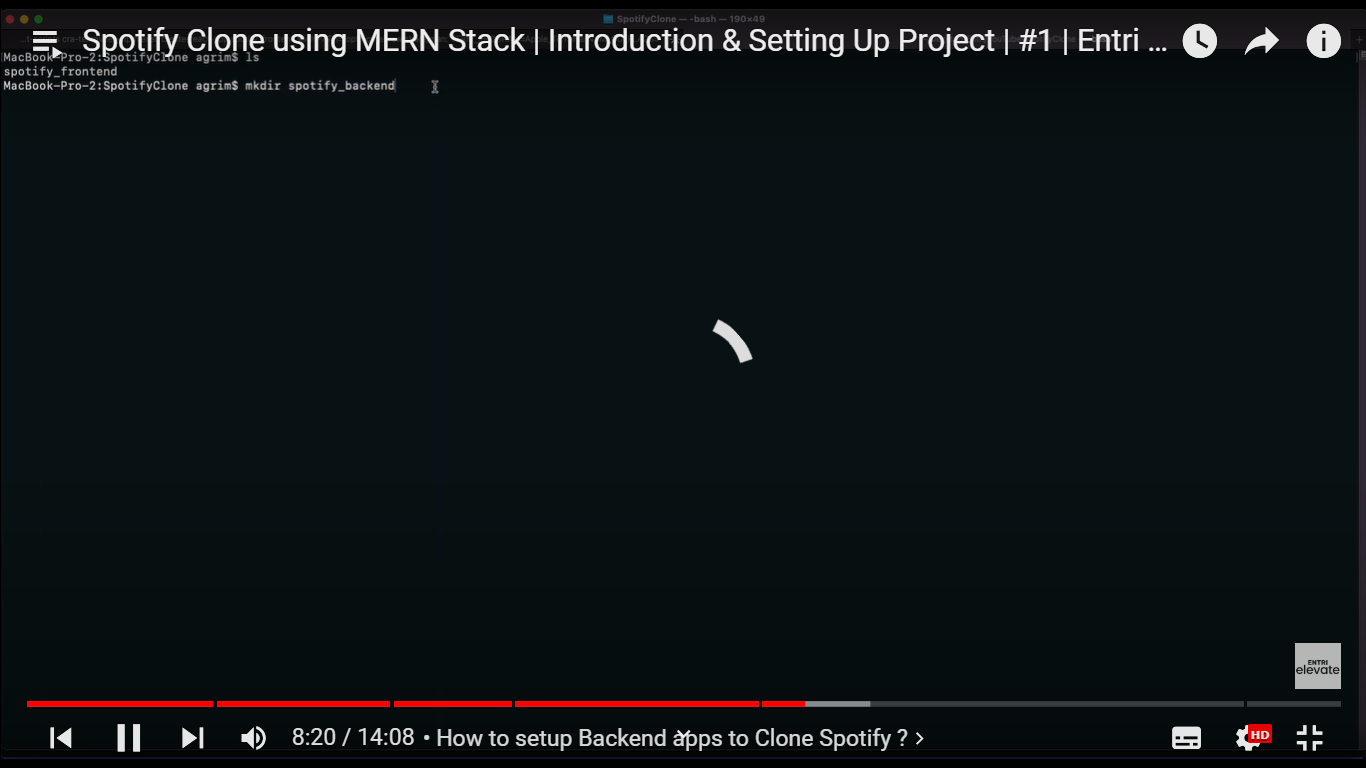 SpotifyClone — -bash — 190×49
Spotify Clone using MERN Stack | Introduction & Setting Up Project | #1 | Entri ...
MacBook-Pro-2:SpotifyClone agrim$ ls
spotify_frontend
MacBook-Pro-2:SpotifyClone agrim$ mkdir spotify_backend
ENTRI
elevate
8:20 / 14:08 • How to setup Backend apps to Clone Spotify ? >
HD